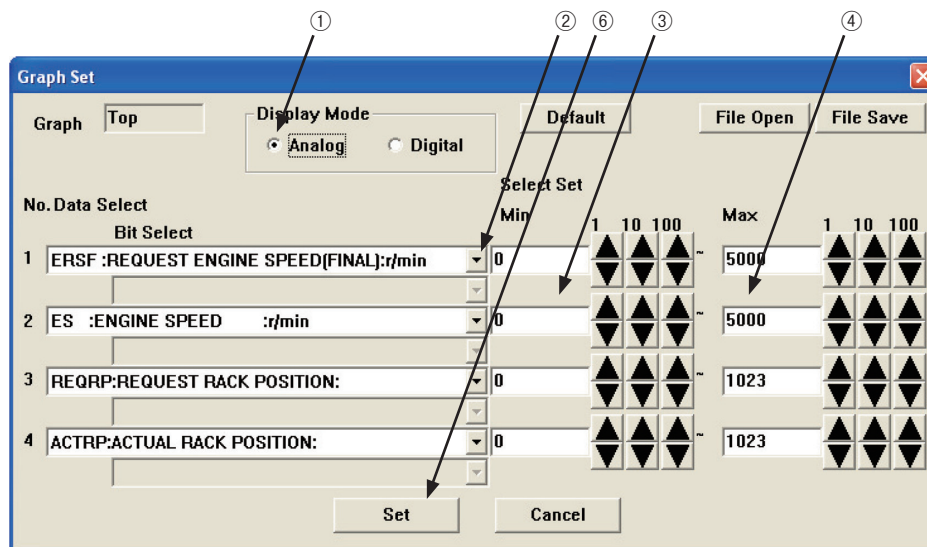 ① ② ⑥ ③ ④
Graph Set
Graph Top Display Mode Default File Open File Save
Analog Digital
Select Set
No. Data Select Min Max
Bit Select 1 10 100 1 10 100
1 ERSF :REQUEST ENGINE SPEED(FINAL):r/min 0 ~ 5000
2 ES :ENGINE SPEED :r/min 0 ~ 5000
3 REQRP:REQUEST RACK POSITION: 0 ~ 1023
4 ACTRP:ACTUAL RACK POSITION: 0 ~ 1023
Set Cancel